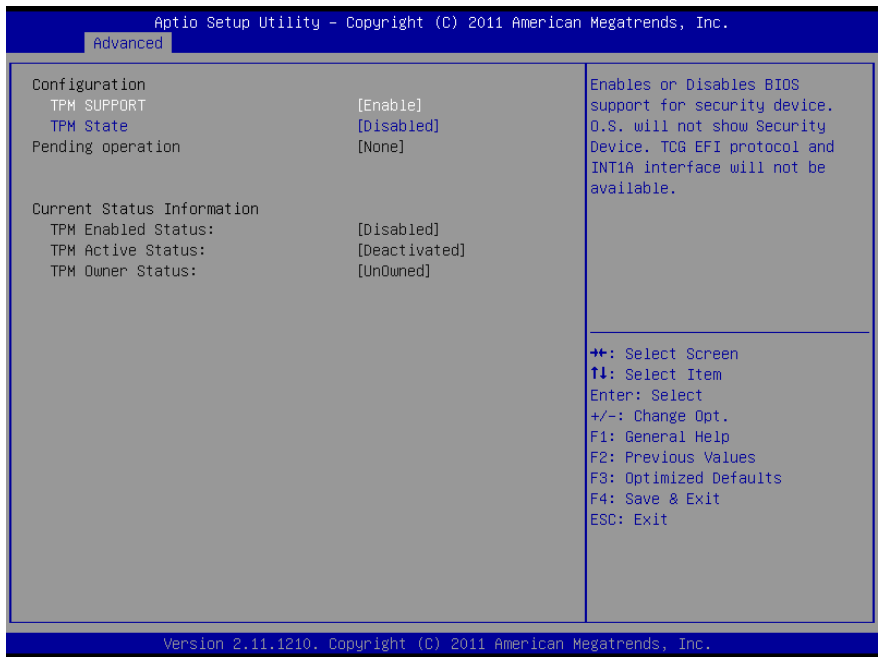 Aptio Setup Utility – Copyright (C) 2011 American Megatrends, Inc.
Advanced
Configuration
TPM SUPPORT [Enable]
TPM State [Disabled]
Pending operation [None]
Current Status Information
TPM Enabled Status: [Disabled]
TPM Active Status: [Deactivated]
TPM Owner Status: [UnOwned]
Enables or Disables BIOS
support for security device.
O.S. will not show Security
Device. TCG EFI protocol and
INT1A interface will not be
available.
→←: Select Screen
↑↓: Select Item
Enter: Select
+/-: Change Opt.
F1: General Help
F2: Previous Values
F3: Optimized Defaults
F4: Save & Exit
ESC: Exit
Version 2.11.1210. Copyright (C) 2011 American Megatrends, Inc.